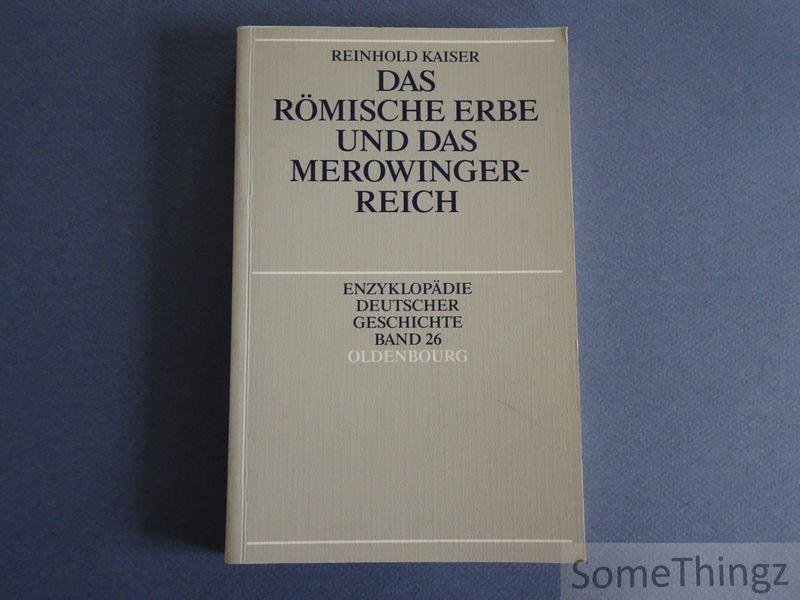 REINHOLD KAISER
DAS
RÖMISCHE ERBE
UND DAS
MEROWINGER-
REICH
ENZYKLOPÄDIE
DEUTSCHER
GESCHICHTE
BAND 26
OLDENBOURG
SomeThingz